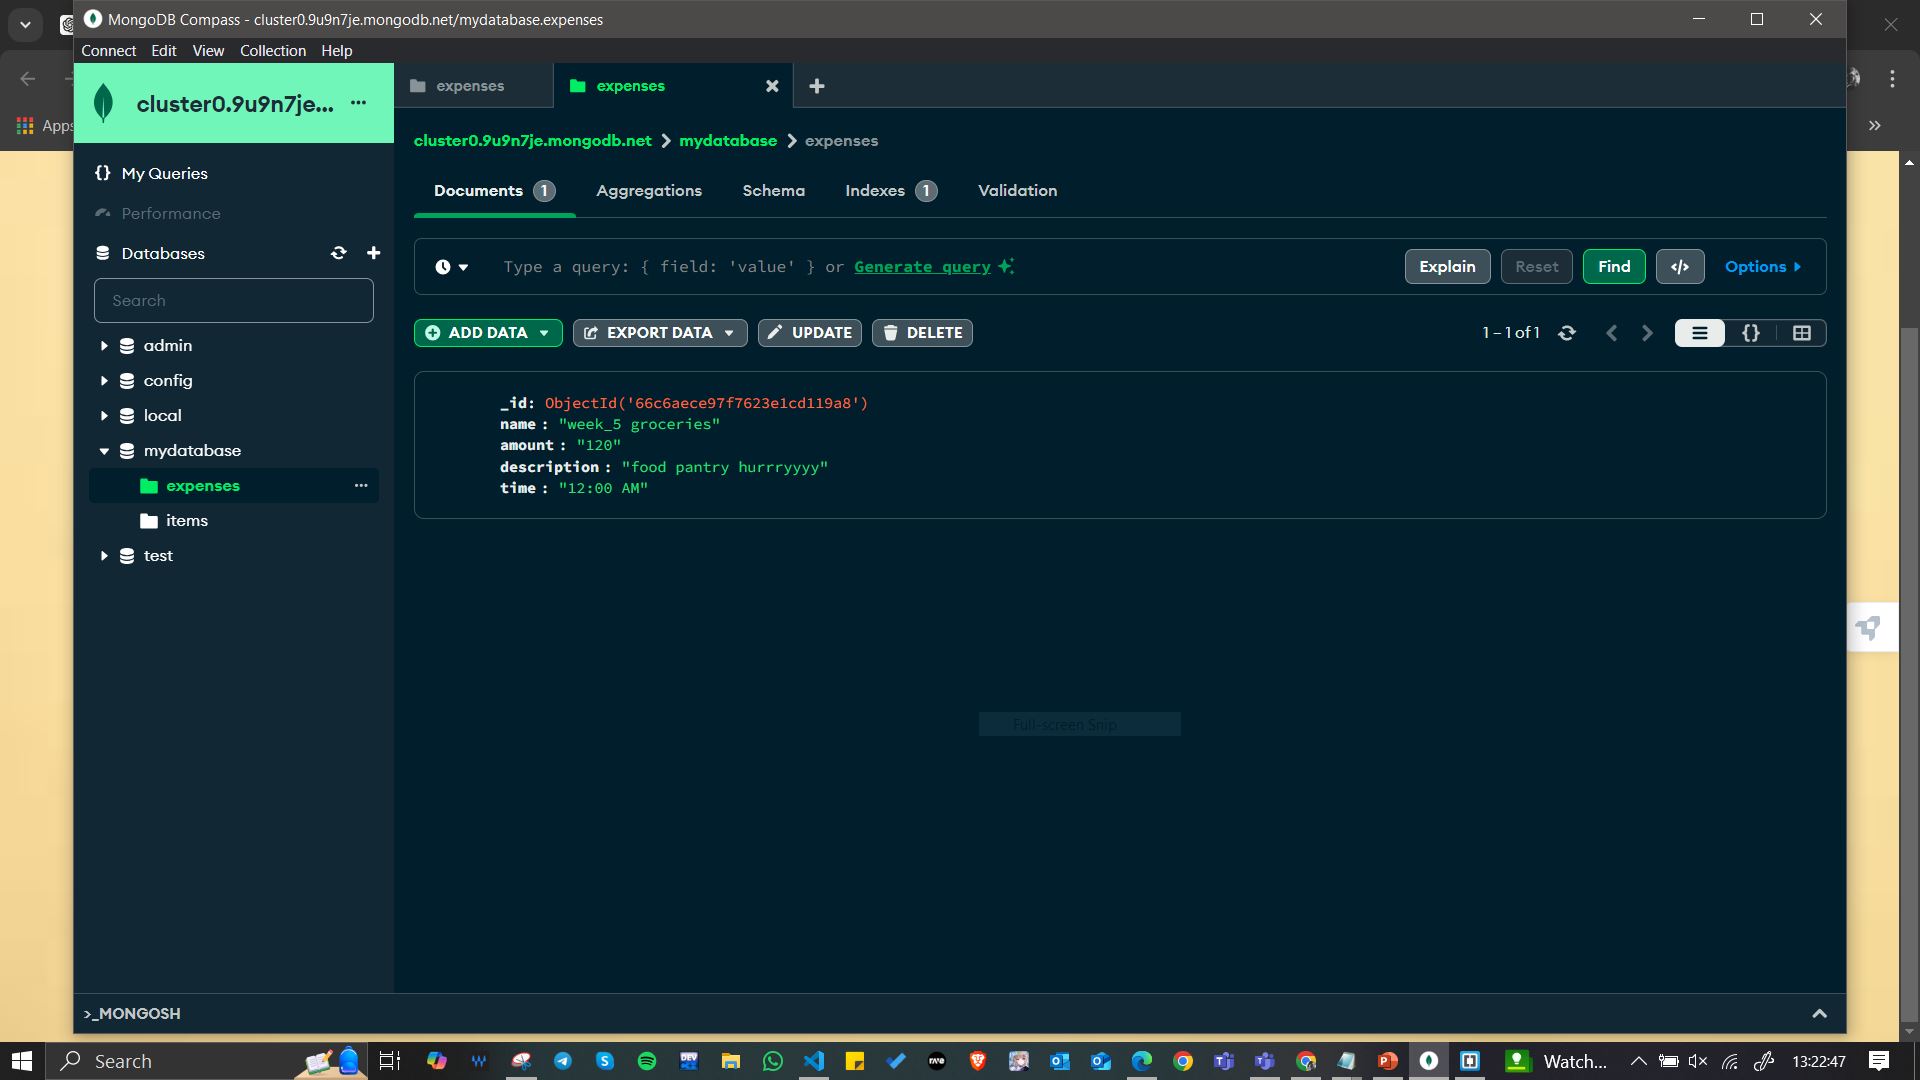 MongoDB Compass - cluster0.9u9n7je.mongodb.net/mydatabase.expenses
Connect Edit View Collection Help
Apps
cluster0.9u9n7je... ...
expenses
expenses
cluster0.9u9n7je.mongodb.net > mydatabase > expenses
My Queries
Performance
Databases
Search
admin
config
local
mydatabase
expenses
items
test
Documents 1 Aggregations Schema Indexes 1 Validation
Type a query: { field: 'value' } or Generate query
Explain Reset Find </> Options
ADD DATA EXPORT DATA UPDATE DELETE
1 – 1 of 1
{}
_id: ObjectId('66c6aece97f7623e1cd119a8')
name : "week_5 groceries"
amount : "120"
description : "food pantry hurrryyyy"
time : "12:00 AM"
Full-screen Snip
>_MONGOSH
Search
Watch...
13:22:47